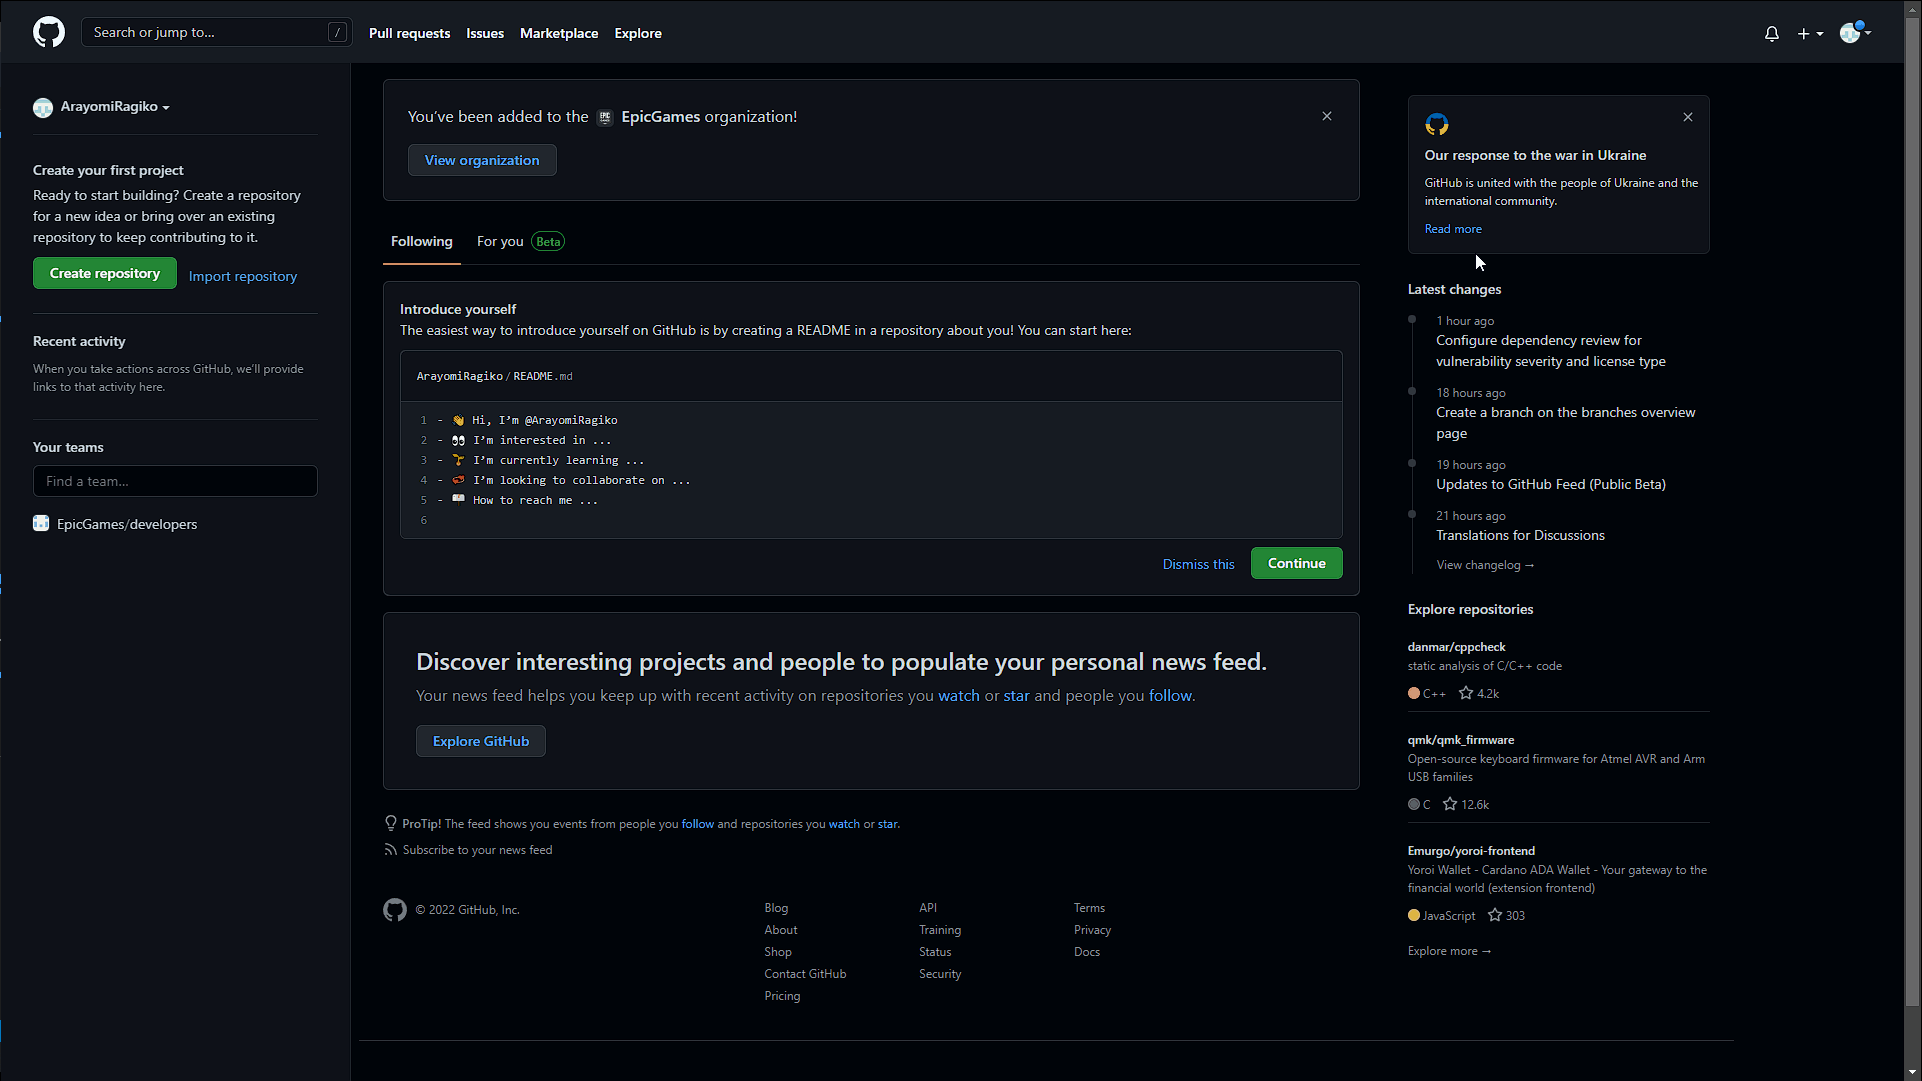 Search or jump to...
/
Pull requests
Issues
Marketplace
Explore
ArayomiRagiko
Create your first project
Ready to start building? Create a repository
for a new idea or bring over an existing
repository to keep contributing to it.
Create repository
Import repository
Recent activity
When you take actions across GitHub, we'll provide
links to that activity here.
Your teams
Find a team...
EpicGames/developers
You've been added to the EPIC GAMES EpicGames organization!
View organization
Following
For you Beta
Introduce yourself
The easiest way to introduce yourself on GitHub is by creating a README in a repository about you! You can start here:
ArayomiRagiko/README.md
1 - 👋 Hi, I'm @ArayomiRagiko
2 - 👀 I'm interested in ...
3 - 🌱 I'm currently learning ...
4 - 💞️ I'm looking to collaborate on ...
5 - 📫 How to reach me ...
6
Dismiss this
Continue
Discover interesting projects and people to populate your personal news feed.
Your news feed helps you keep up with recent activity on repositories you watch or star and people you follow.
Explore GitHub
ProTip! The feed shows you events from people you follow and repositories you watch or star.
Subscribe to your news feed
© 2022 GitHub, Inc.
Blog
About
Shop
Contact GitHub
Pricing
API
Training
Status
Security
Terms
Privacy
Docs
Our response to the war in Ukraine
GitHub is united with the people of Ukraine and the
international community.
Read more
Latest changes
1 hour ago
Configure dependency review for
vulnerability severity and license type
18 hours ago
Create a branch on the branches overview
page
19 hours ago
Updates to GitHub Feed (Public Beta)
21 hours ago
Translations for Discussions
View changelog →
Explore repositories
danmar/cppcheck
static analysis of C/C++ code
C++ 4.2k
qmk/qmk_firmware
Open-source keyboard firmware for Atmel AVR and Arm
USB families
C 12.6k
Emurgo/yoroi-frontend
Yoroi Wallet - Cardano ADA Wallet - Your gateway to the
financial world (extension frontend)
JavaScript 303
Explore more →